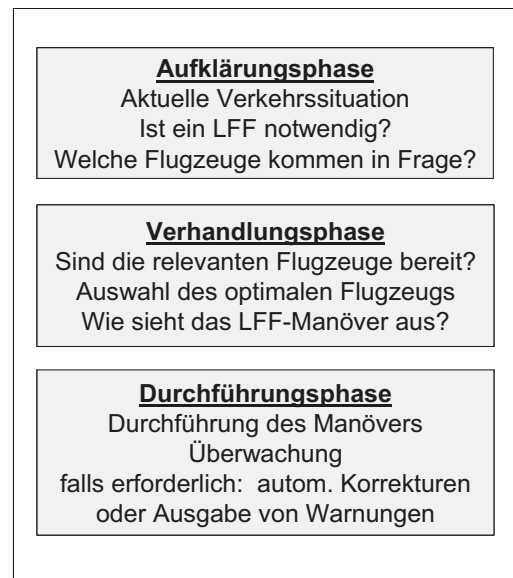 Aufklärungsphase
Aktuelle Verkehrssituation
Ist ein LFF notwendig?
Welche Flugzeuge kommen in Frage?
Verhandlungsphase
Sind die relevanten Flugzeuge bereit?
Auswahl des optimalen Flugzeugs
Wie sieht das LFF-Manöver aus?
Durchführungsphase
Durchführung des Manövers
Überwachung
falls erforderlich:  autom. Korrekturen
oder Ausgabe von Warnungen